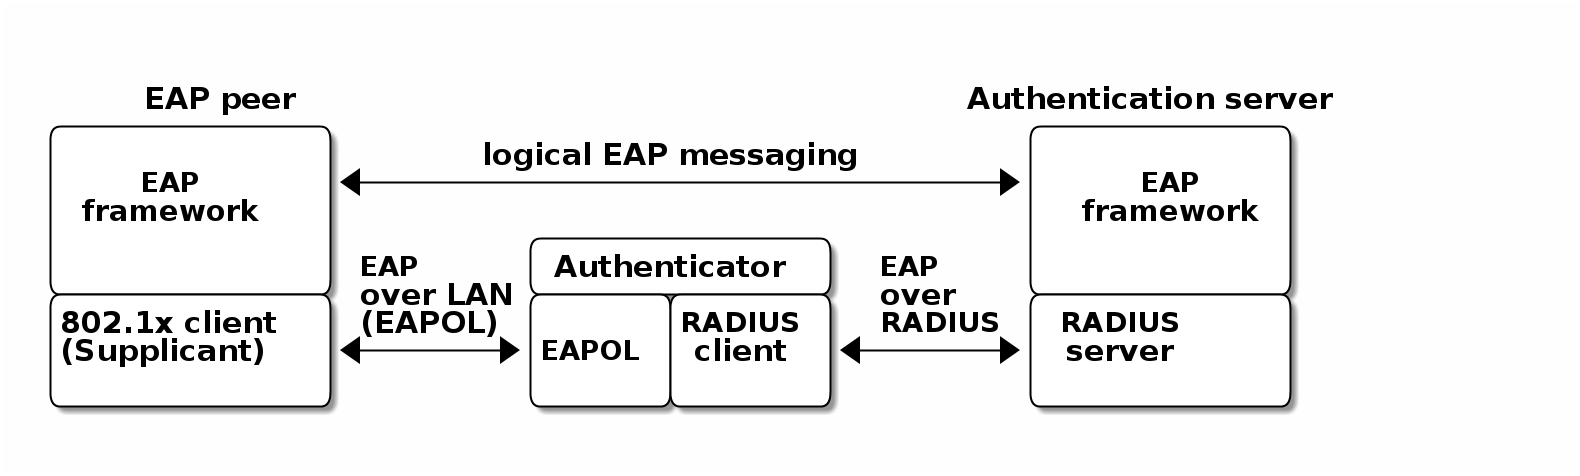 EAP peer
Authentication server
logical EAP messaging
EAP
framework
EAP
framework
EAP
over LAN
(EAPOL)
Authenticator
EAP
over
RADIUS
802.1x client
(Supplicant)
EAPOL
RADIUS
client
RADIUS
server